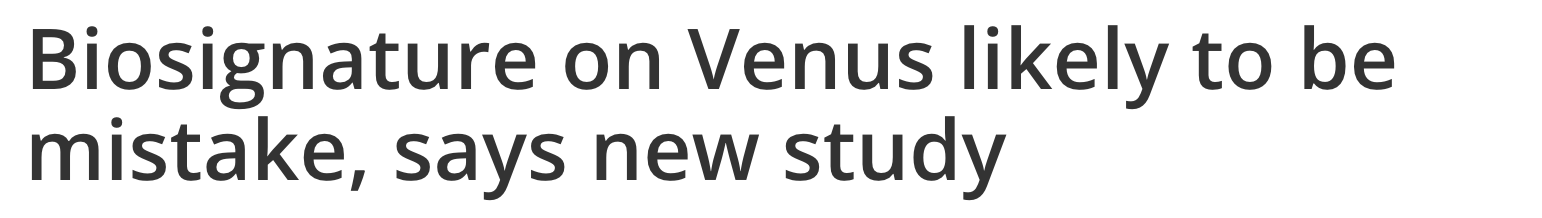 Biosignature on Venus likely to be
mistake, says new study